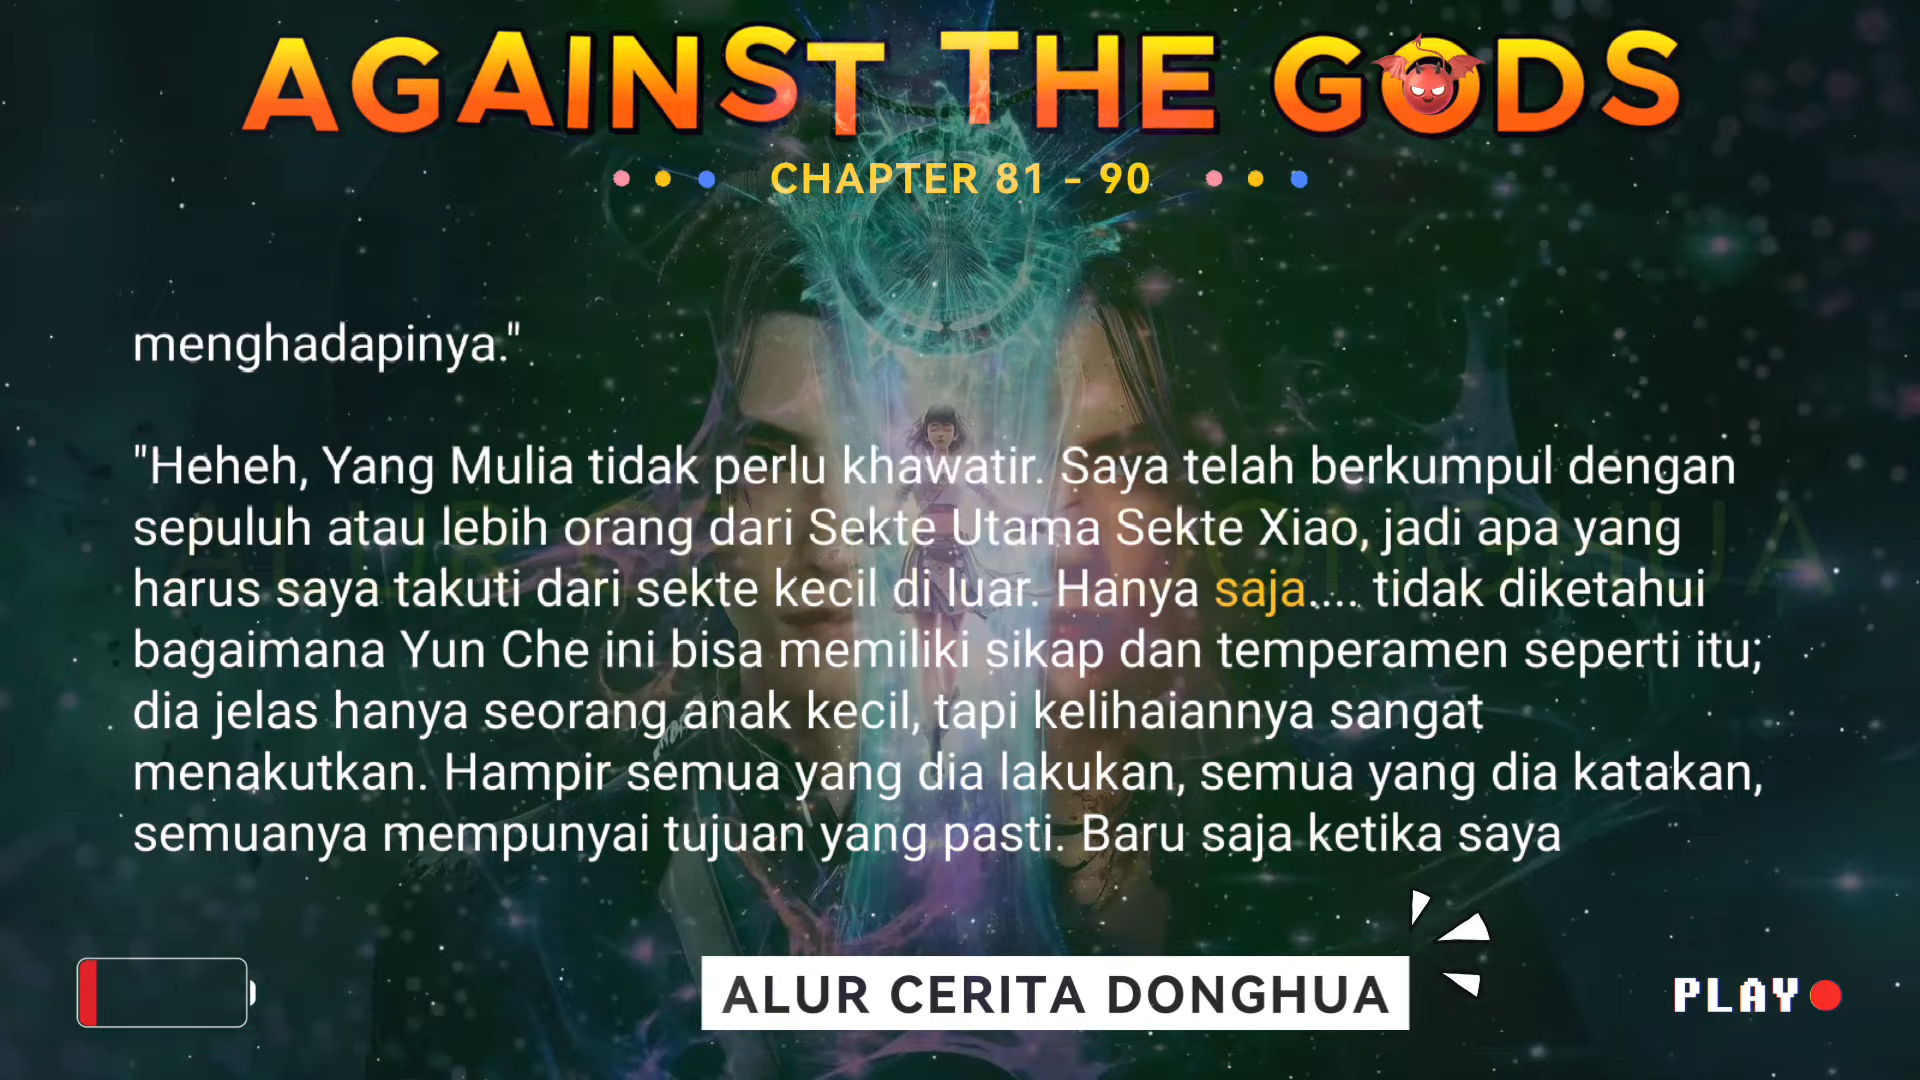 AGAINST THE GODS
CHAPTER 81 - 90
menghadapinya."
"Heheh, Yang Mulia tidak perlu khawatir. Saya telah berkumpul dengan
sepuluh atau lebih orang dari Sekte Utama Sekte Xiao, jadi apa yang
harus saya takuti dari sekte kecil di luar. Hanya saja.... tidak diketahui
bagaimana Yun Che ini bisa memiliki sikap dan temperamen seperti itu;
dia jelas hanya seorang anak kecil, tapi kelihaiannya sangat
menakutkan. Hampir semua yang dia lakukan, semua yang dia katakan,
semuanya mempunyai tujuan yang pasti. Baru saja ketika saya
ALUR CERITA DONGHUA
PLAY